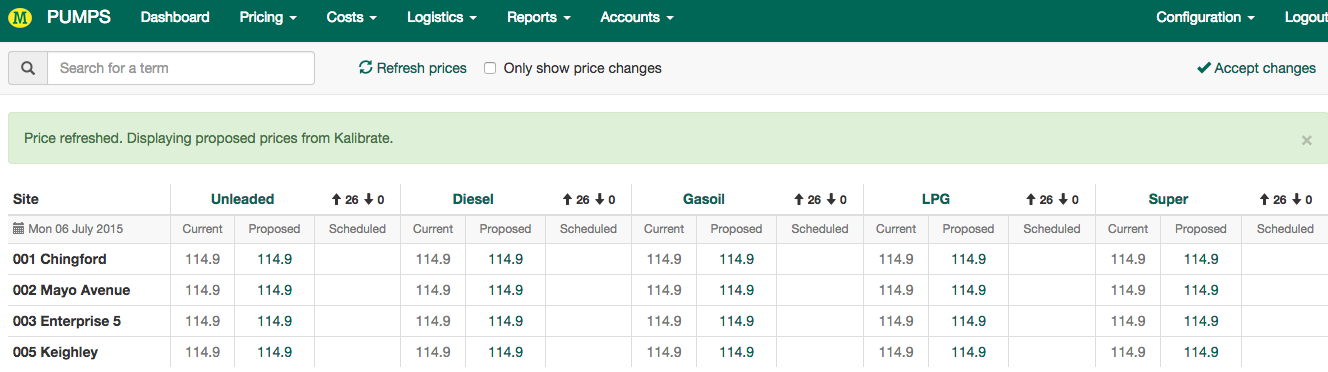 M PUMPS Dashboard Pricing Costs Logistics Reports Accounts Configuration Logout
Search for a term Refresh prices Only show price changes Accept changes
Price refreshed. Displaying proposed prices from Kalibrate. ×
Site Unleaded 26 0 Diesel 26 0 Gasoil 26 0 LPG 26 0 Super 26 0
Mon 06 July 2015 Current Proposed Scheduled Current Proposed Scheduled Current Proposed Scheduled Current Proposed Scheduled Current Proposed Scheduled
001 Chingford 114.9 114.9 114.9 114.9 114.9 114.9 114.9 114.9 114.9 114.9
002 Mayo Avenue 114.9 114.9 114.9 114.9 114.9 114.9 114.9 114.9 114.9 114.9
003 Enterprise 5 114.9 114.9 114.9 114.9 114.9 114.9 114.9 114.9 114.9 114.9
005 Keighley 114.9 114.9 114.9 114.9 114.9 114.9 114.9 114.9 114.9 114.9